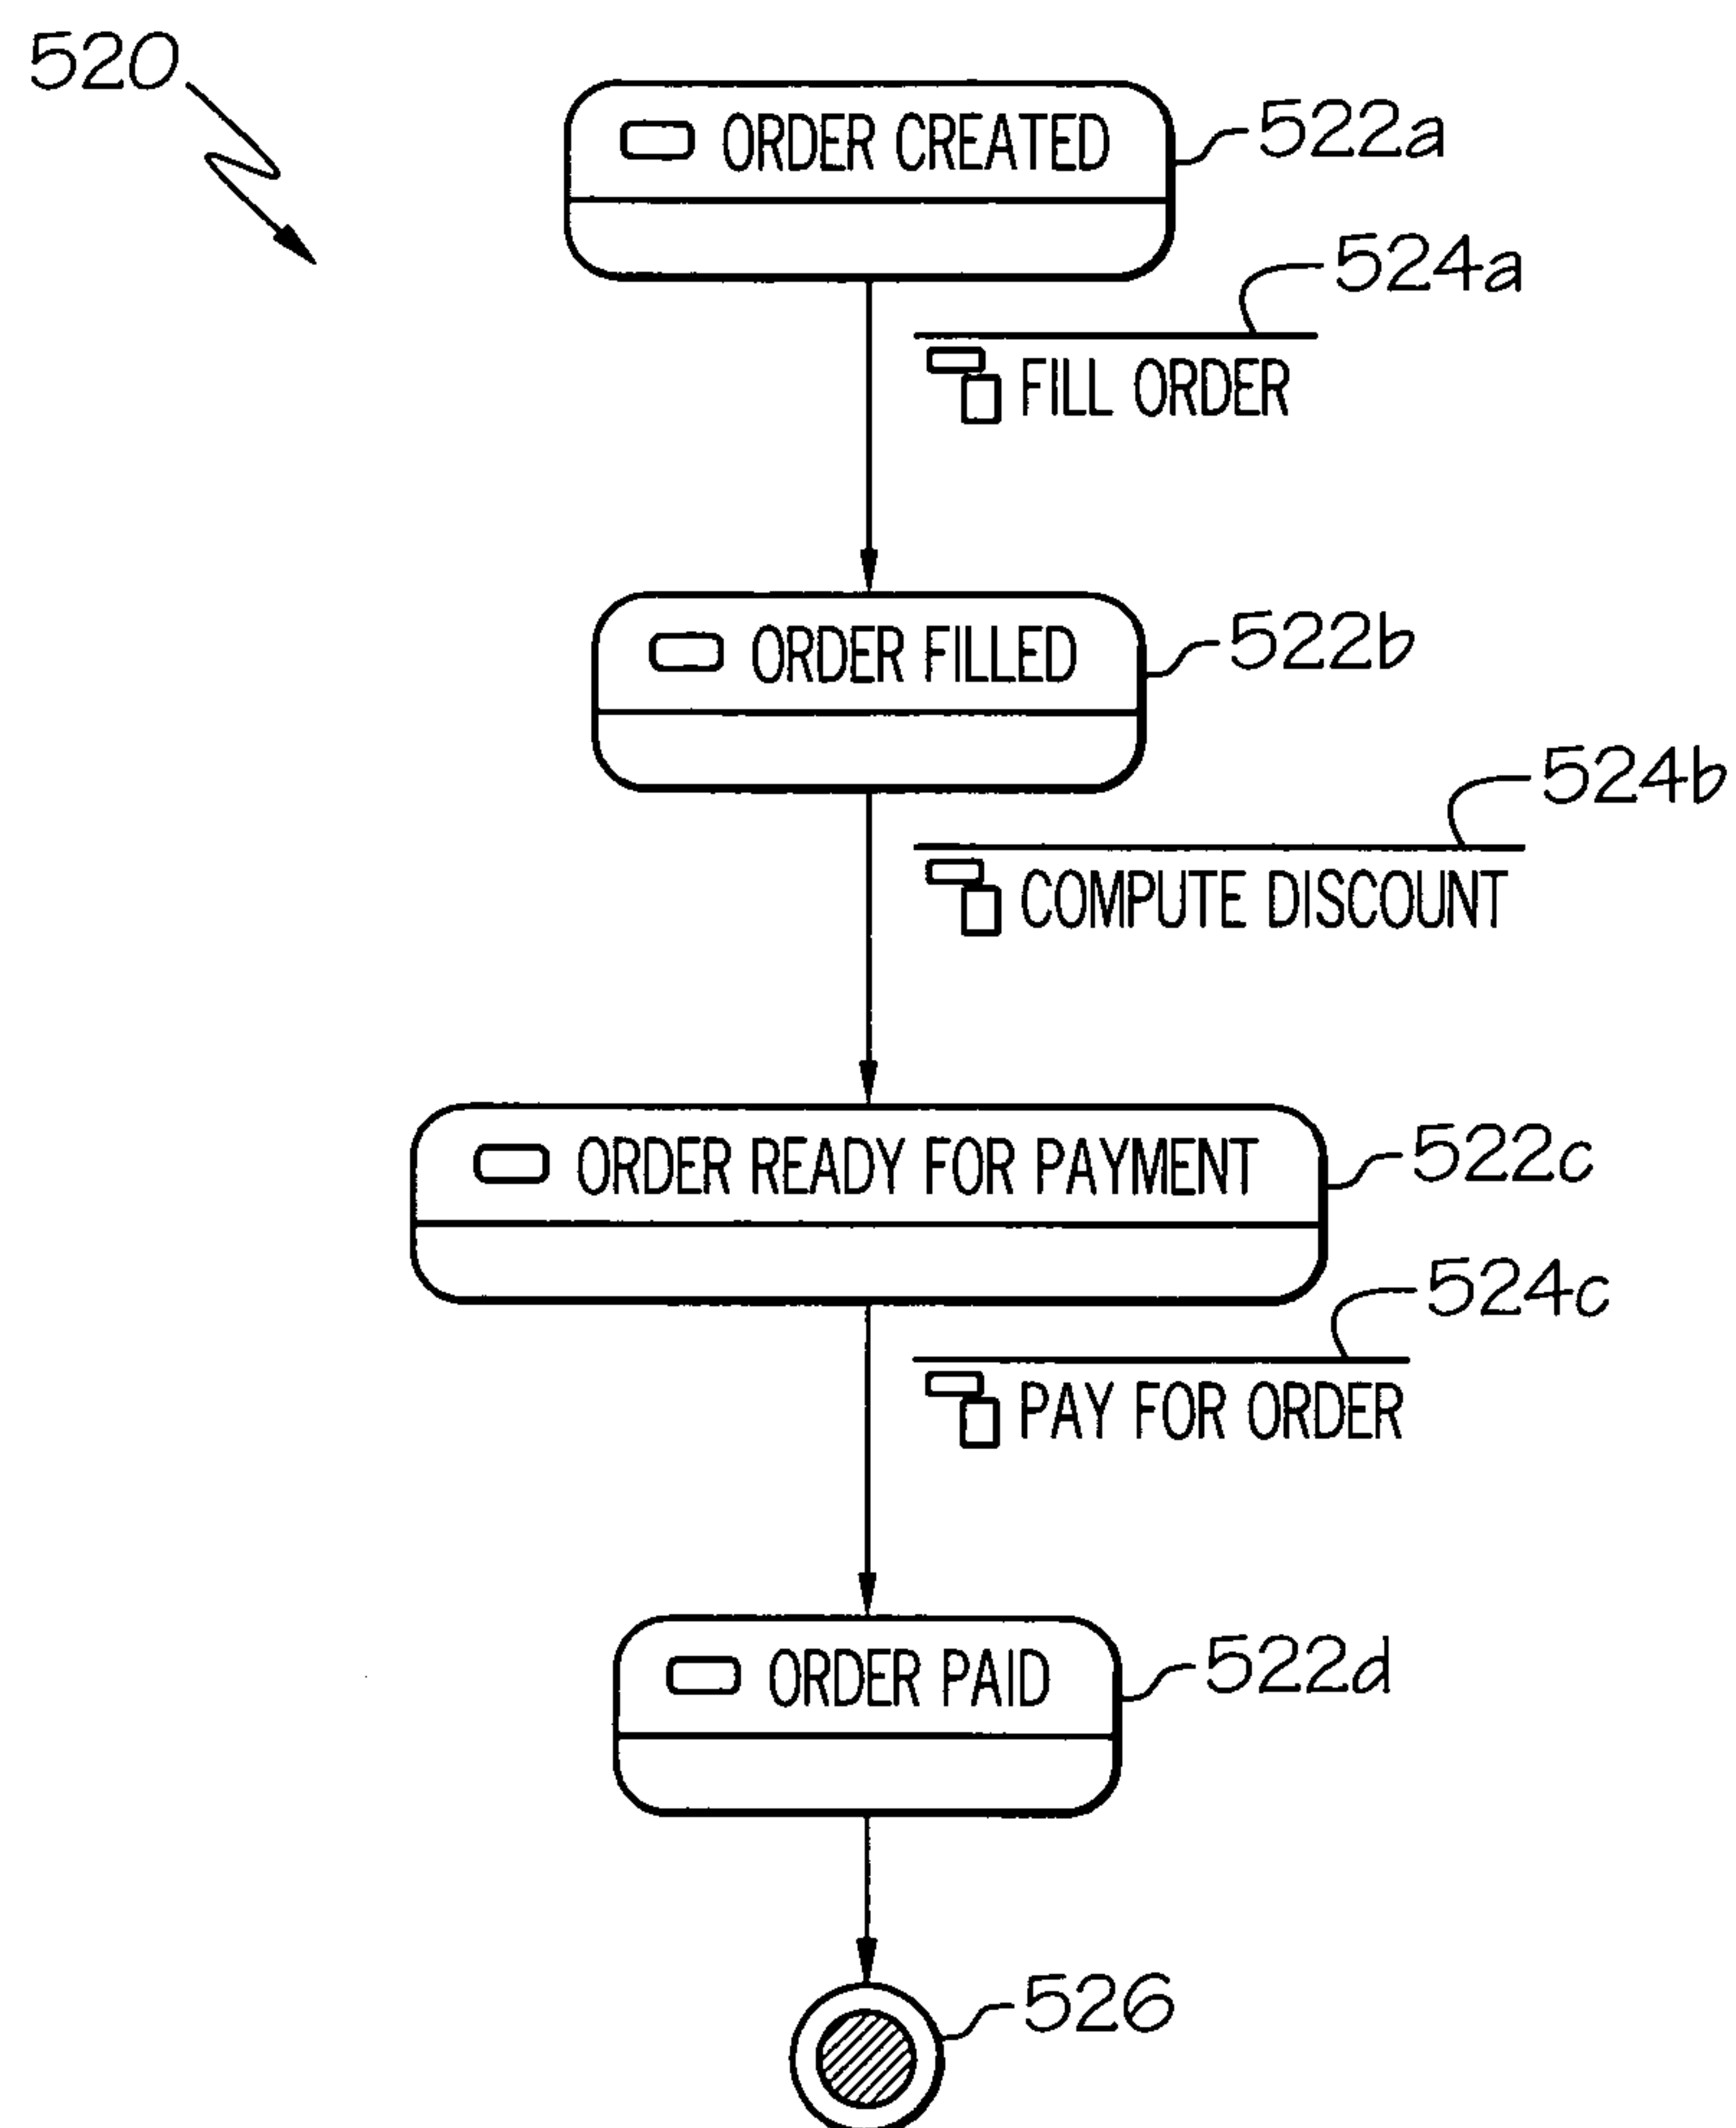 520
ORDER CREATED
522a
524a
FILL ORDER
ORDER FILLED
522b
524b
COMPUTE DISCOUNT
ORDER READY FOR PAYMENT
522c
524c
PAY FOR ORDER
ORDER PAID
522d
526